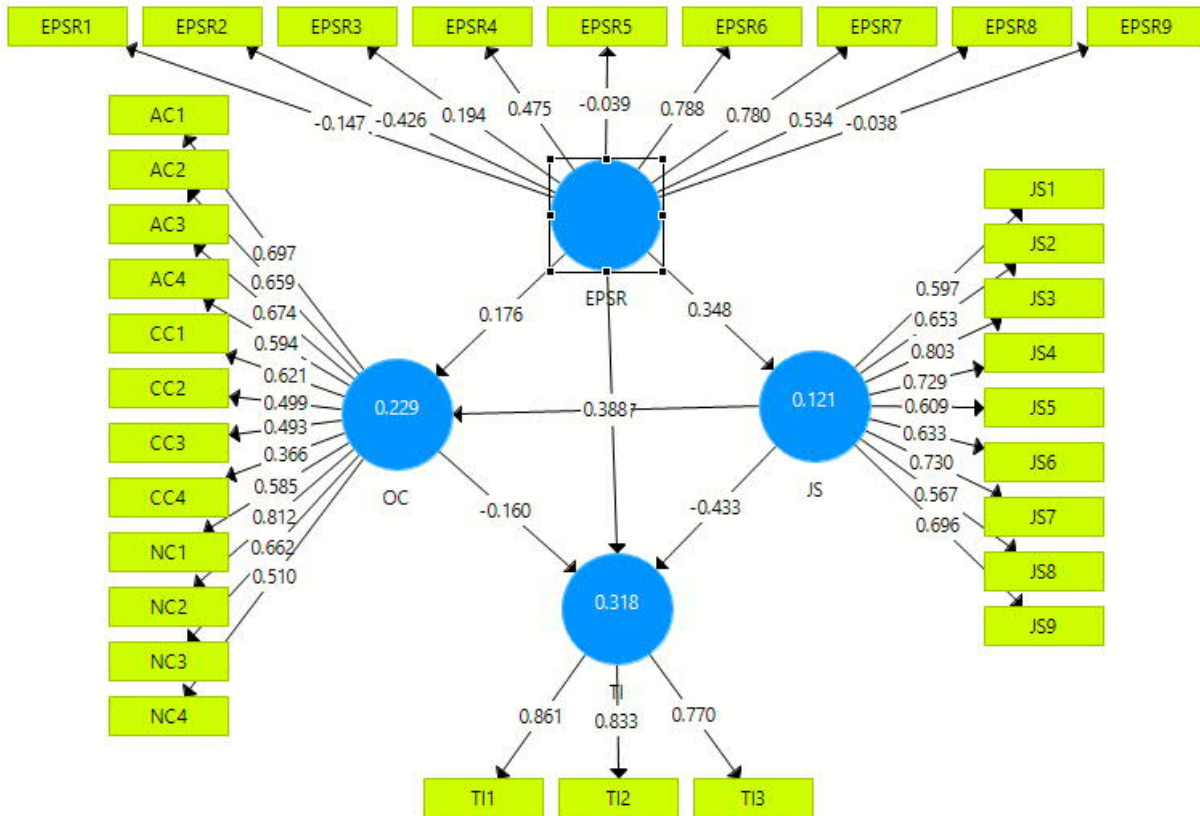 EPSR1 EPSR2 EPSR3 EPSR4 EPSR5 EPSR6 EPSR7 EPSR8 EPSR9
-0.147 -0.426 0.194 0.475 -0.039 0.788 0.780 0.534 -0.038
AC1
AC2
AC3
AC4
CC1
CC2
CC3
CC4
NC1
NC2
NC3
NC4
0.697
0.659
0.674
0.594
0.621
0.499
0.493
0.366
0.585
0.812
0.662
0.510
EPSR
0.176
0.348
0.229
OC
0.121
JS
-0.160
-0.433
0.318
TI
0.597
0.653
0.803
0.729
0.609
0.633
0.730
0.567
0.696
JS1
JS2
JS3
JS4
JS5
JS6
JS7
JS8
JS9
0.861 0.833 0.770
TI1 TI2 TI3